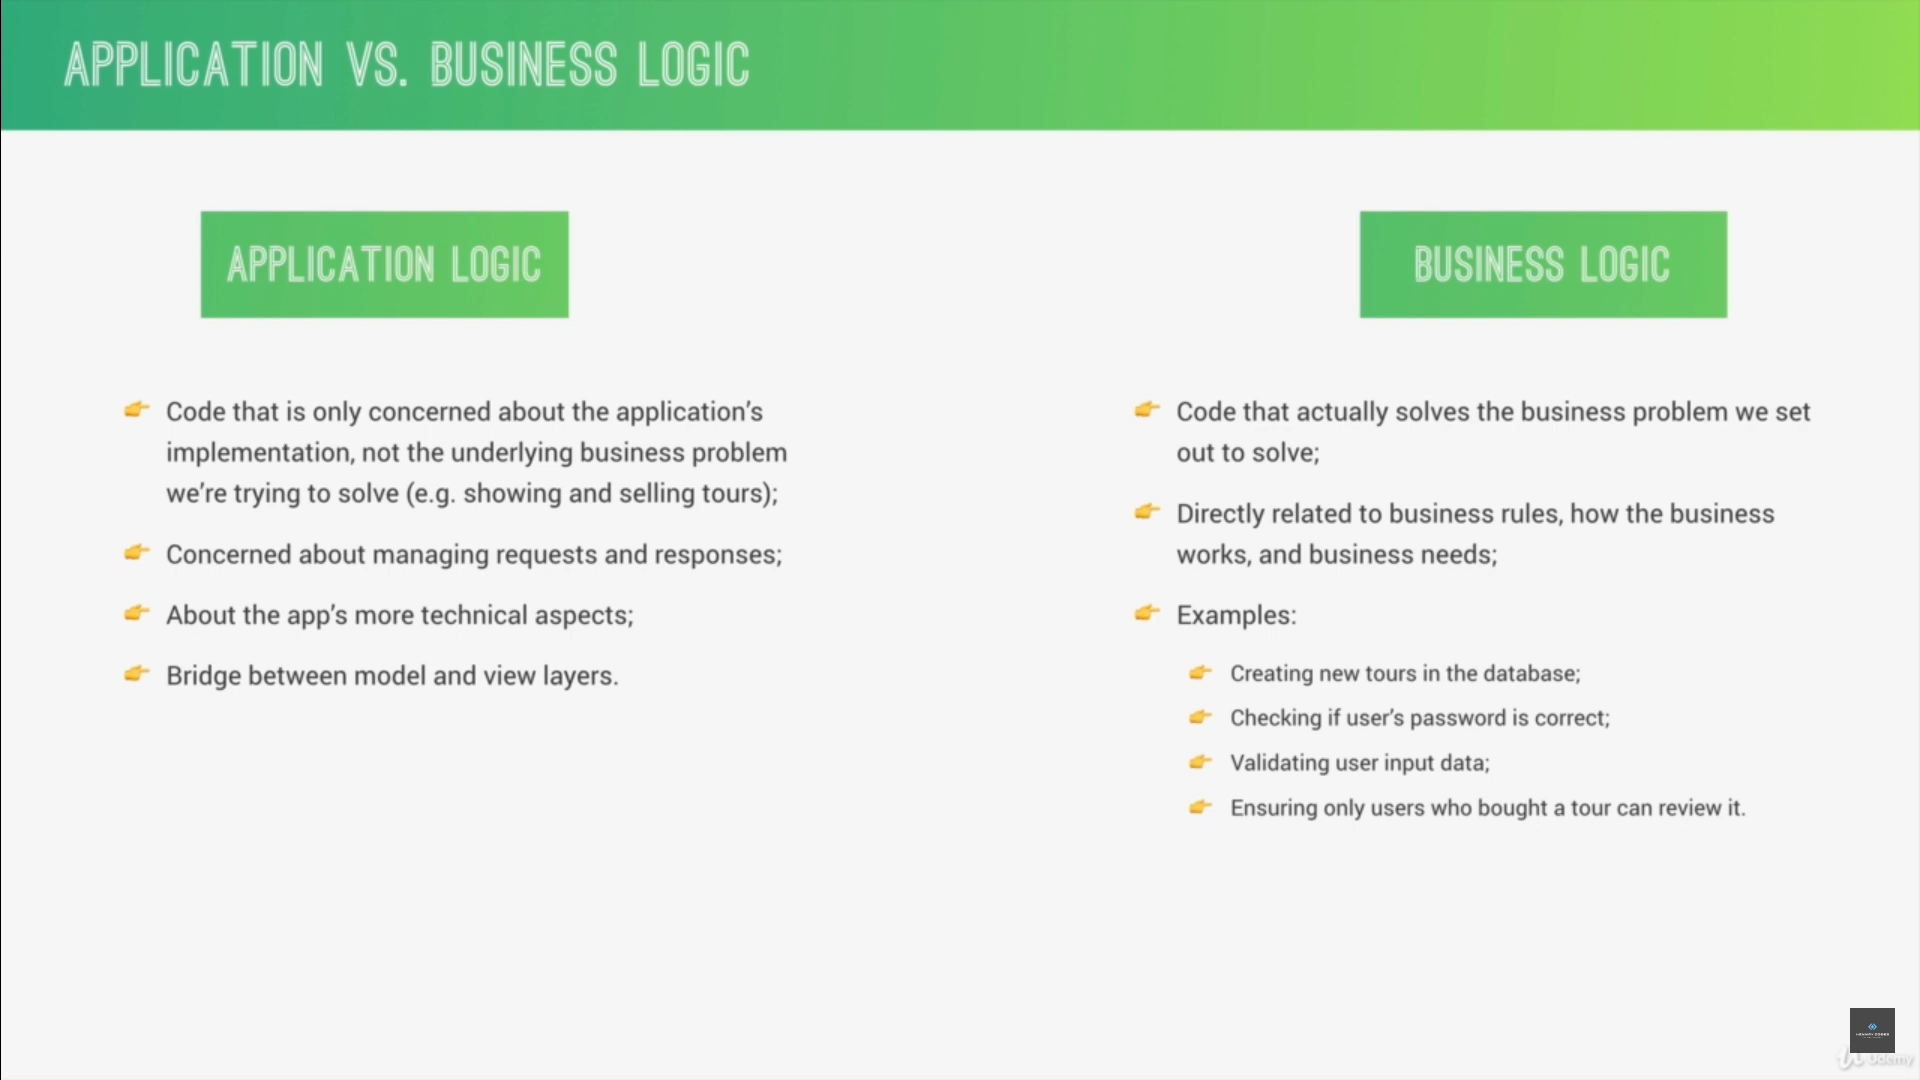 APPLICATION VS. BUSINESS LOGIC
APPLICATION LOGIC
Code that is only concerned about the application’s
implementation, not the underlying business problem
we’re trying to solve (e.g. showing and selling tours);
Concerned about managing requests and responses;
About the app’s more technical aspects;
Bridge between model and view layers.
BUSINESS LOGIC
Code that actually solves the business problem we set
out to solve;
Directly related to business rules, how the business
works, and business needs;
Examples:
Creating new tours in the database;
Checking if user’s password is correct;
Validating user input data;
Ensuring only users who bought a tour can review it.
Udemy